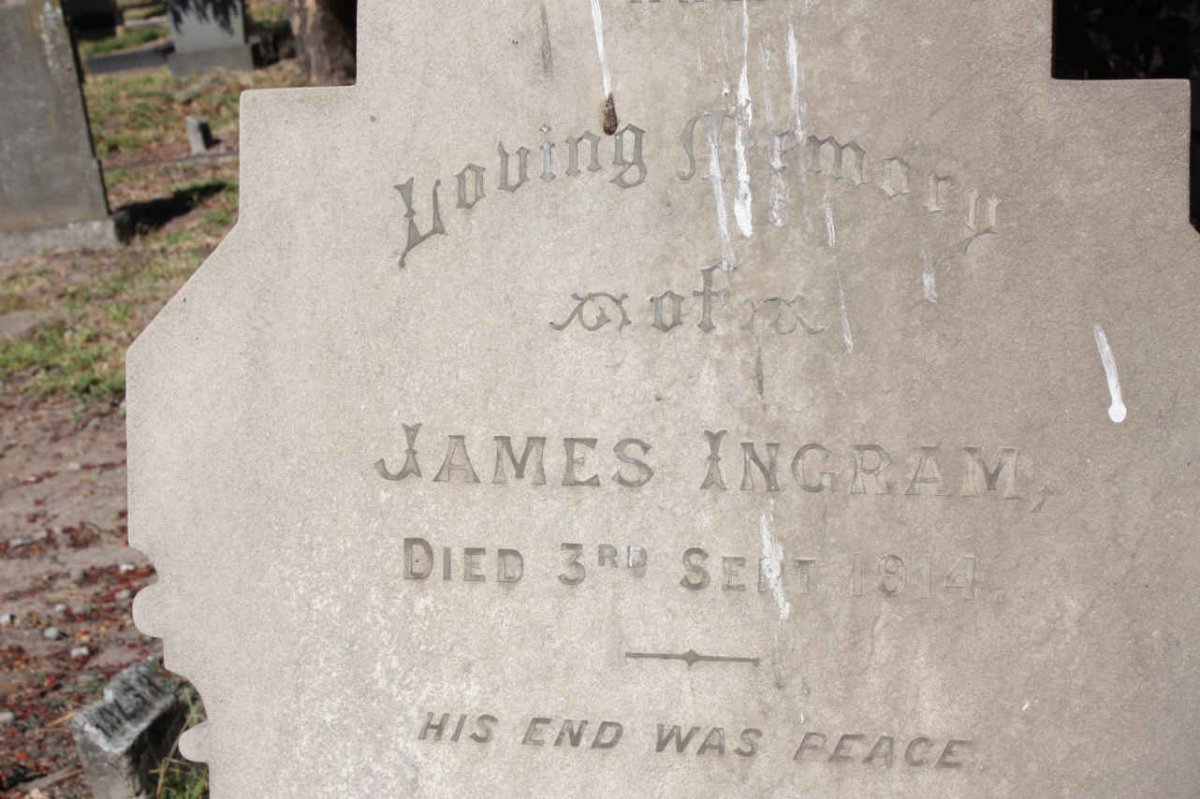 Loving Memory
of
JAMES INGRAM,
DIED 3RD SEPT. 1914.
HIS END WAS PEACE.